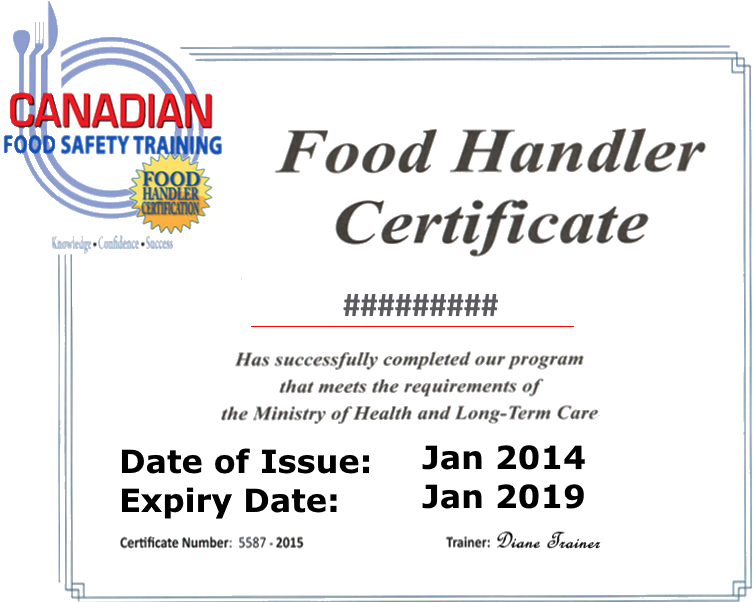 CANADIAN
FOOD SAFETY TRAINING
FOOD
HANDLER
CERTIFICATION
Knowledge • Confidence • Success
Food Handler
Certificate
#########
Has successfully completed our program
that meets the requirements of
the Ministry of Health and Long-Term Care
Date of Issue: Jan 2014
Expiry Date: Jan 2019
Certificate Number: 5587 - 2015 Trainer: Diane Trainer